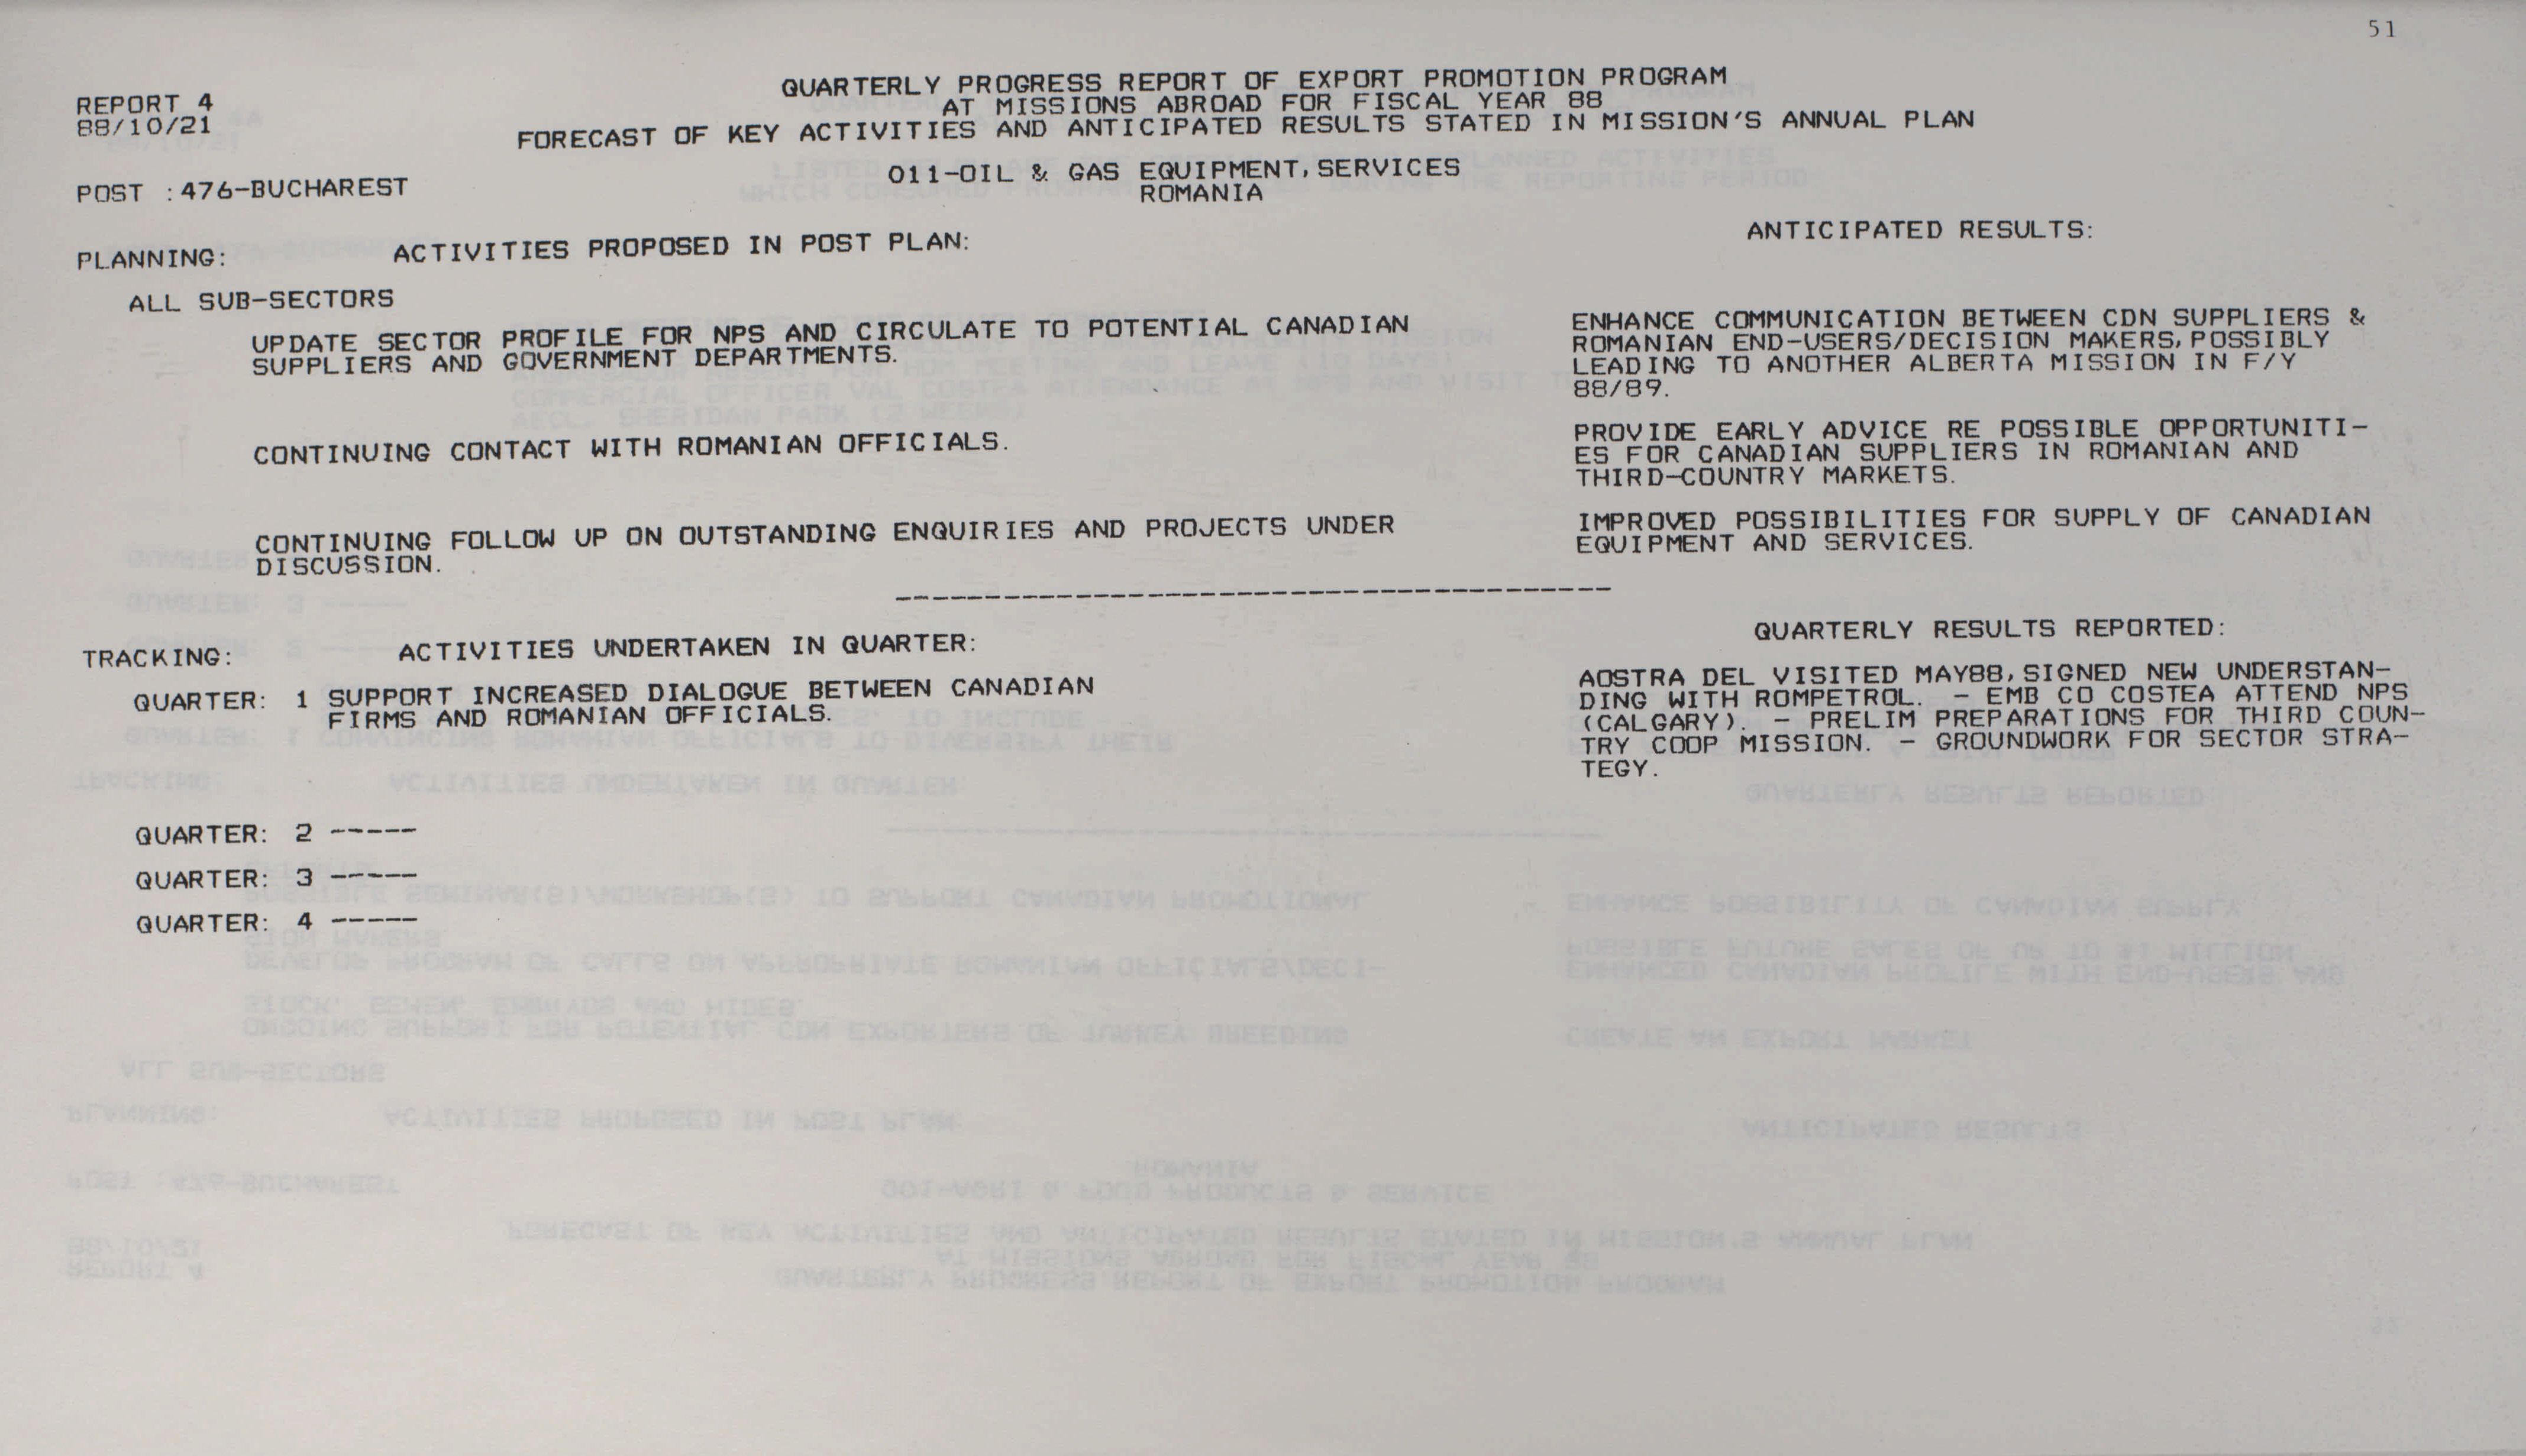 51
REPORT 4
88/10/21
QUARTERLY PROGRESS REPORT OF EXPORT PROMOTION PROGRAM
AT MISSIONS ABROAD FOR FISCAL YEAR 88
FORECAST OF KEY ACTIVITIES AND ANTICIPATED RESULTS STATED IN MISSION'S ANNUAL PLAN
POST :476-BUCHAREST
011-OIL & GAS EQUIPMENT,SERVICES
ROMANIA
PLANNING:
ACTIVITIES PROPOSED IN POST PLAN:
ANTICIPATED RESULTS:
ALL SUB-SECTORS
UPDATE SECTOR PROFILE FOR NPS AND CIRCULATE TO POTENTIAL CANADIAN
SUPPLIERS AND GOVERNMENT DEPARTMENTS.
ENHANCE COMMUNICATION BETWEEN CDN SUPPLIERS &
ROMANIAN END-USERS/DECISION MAKERS,POSSIBLY
LEADING TO ANOTHER ALBERTA MISSION IN F/Y
88/89.
CONTINUING CONTACT WITH ROMANIAN OFFICIALS.
PROVIDE EARLY ADVICE RE POSSIBLE OPPORTUNITI-
ES FOR CANADIAN SUPPLIERS IN ROMANIAN AND
THIRD-COUNTRY MARKETS.
CONTINUING FOLLOW UP ON OUTSTANDING ENQUIRIES AND PROJECTS UNDER
DISCUSSION.
IMPROVED POSSIBILITIES FOR SUPPLY OF CANADIAN
EQUIPMENT AND SERVICES.
----------------------------------------
TRACKING:
ACTIVITIES UNDERTAKEN IN QUARTER:
QUARTERLY RESULTS REPORTED:
QUARTER: 1 SUPPORT INCREASED DIALOGUE BETWEEN CANADIAN
FIRMS AND ROMANIAN OFFICIALS.
AOSTRA DEL VISITED MAY88,SIGNED NEW UNDERSTAN-
DING WITH ROMPETROL. - EMB CO COSTEA ATTEND NPS
(CALGARY). - PRELIM PREPARATIONS FOR THIRD COUN-
TRY COOP MISSION. - GROUNDWORK FOR SECTOR STRA-
TEGY.
QUARTER: 2 -----
QUARTER: 3 -----
QUARTER: 4 -----